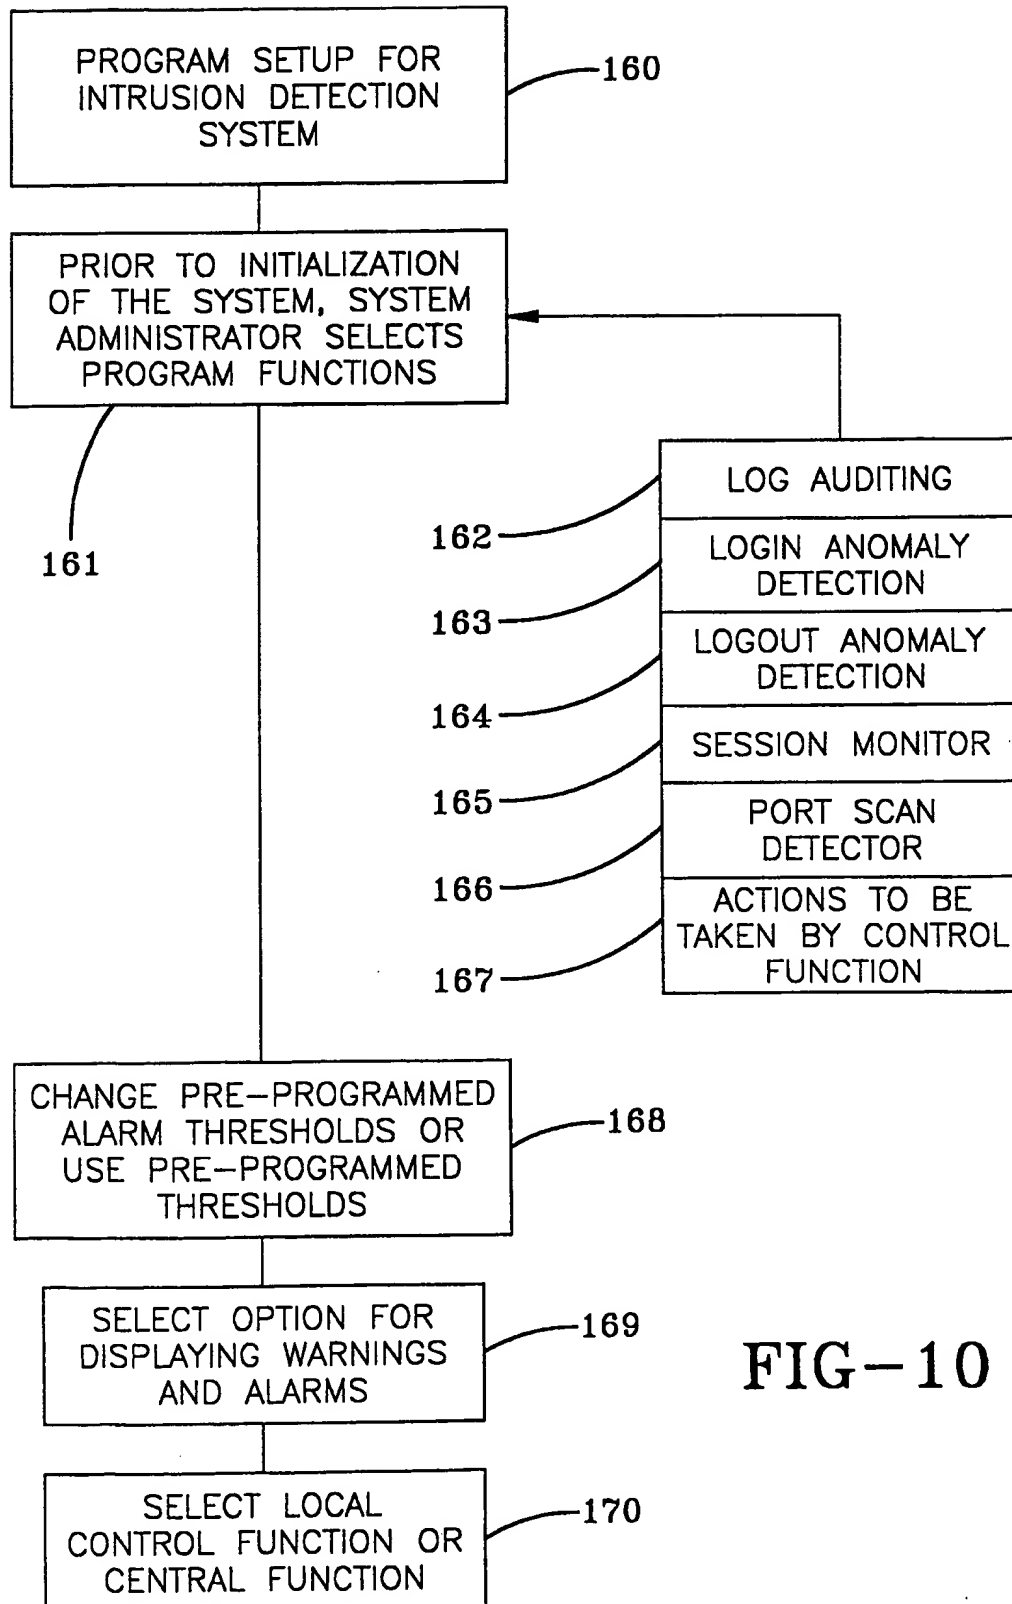 PROGRAM SETUP FOR
INTRUSION DETECTION
SYSTEM
160
PRIOR TO INITIALIZATION
OF THE SYSTEM, SYSTEM
ADMINISTRATOR SELECTS
PROGRAM FUNCTIONS
161
LOG AUDITING
162
LOGIN ANOMALY
DETECTION
163
LOGOUT ANOMALY
DETECTION
164
SESSION MONITOR
165
PORT SCAN
DETECTOR
166
ACTIONS TO BE
TAKEN BY CONTROL
FUNCTION
167
CHANGE PRE-PROGRAMMED
ALARM THRESHOLDS OR
USE PRE-PROGRAMMED
THRESHOLDS
168
SELECT OPTION FOR
DISPLAYING WARNINGS
AND ALARMS
169
FIG-10
SELECT LOCAL
CONTROL FUNCTION OR
CENTRAL FUNCTION
170